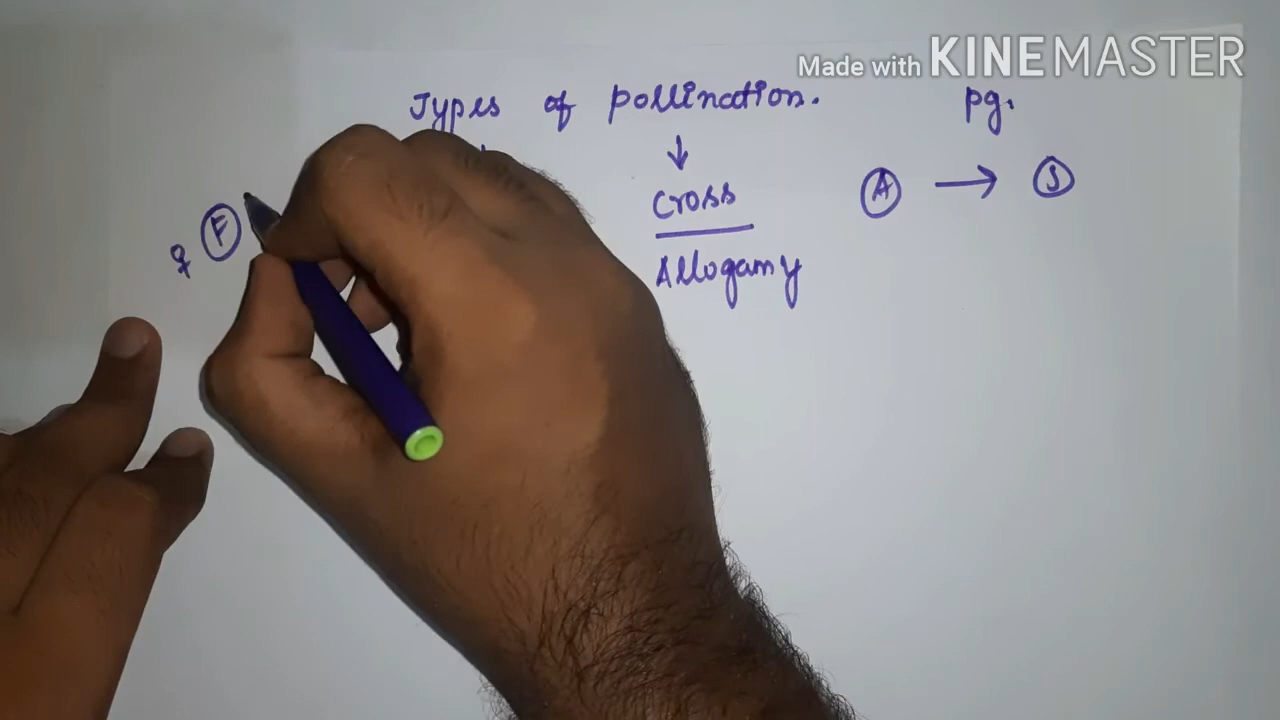 Made with KINEMASTER
Types of pollination. pg.
Cross A → S
♀ F
Allogamy